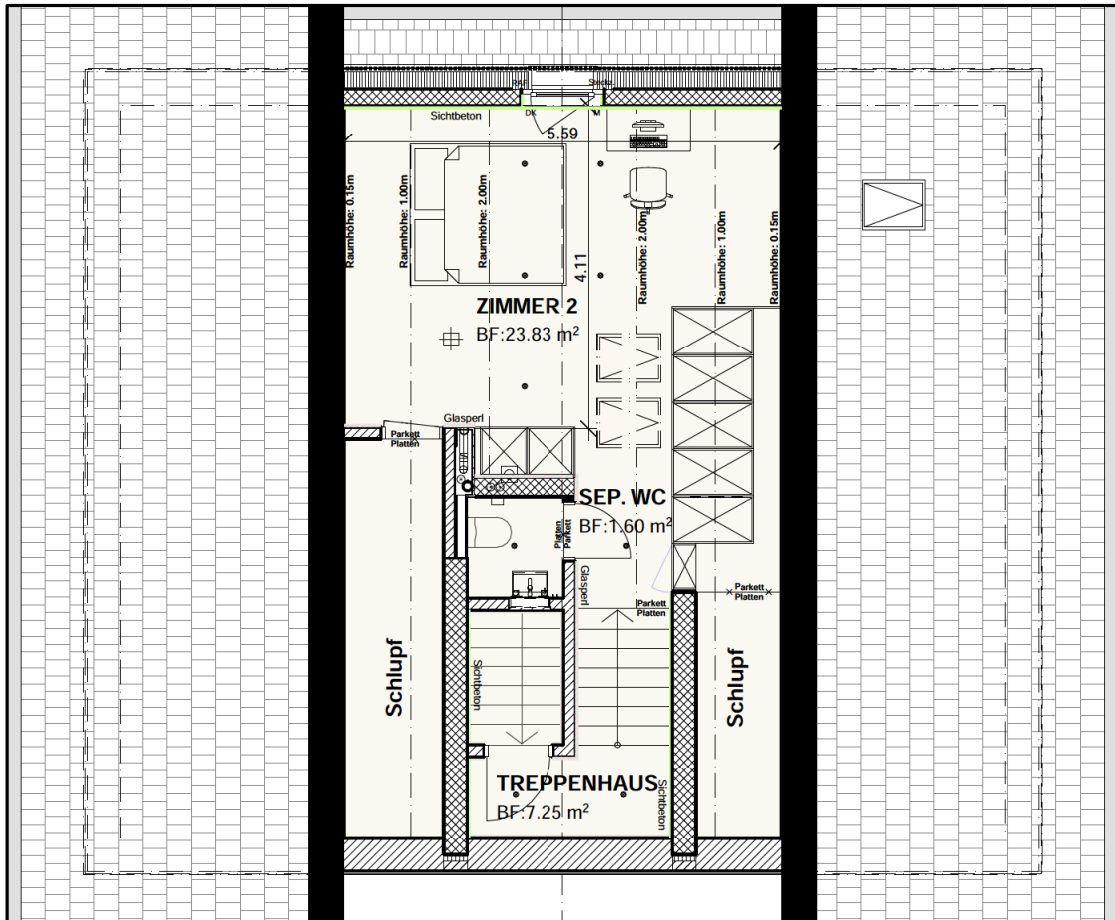 RAF
Stecka
Sichtbeton
DK
M
5.59
Raumhöhe: 0.15m
Raumhöhe: 1.00m
Raumhöhe: 2.00m
4.11
Raumhöhe: 2.00m
Raumhöhe: 1.00m
Raumhöhe: 0.15m
ZIMMER 2
BF:23.83 m²
Glasperl
Parkett
Platten
SEP. WC
BF:1.60 m²
Platten
Parkett
Glasperl
Parkett
Platten
Parkett
Platten
Schlupf
Sichtbeton
Schlupf
TREPPENHAUS
BF:7.25 m²
Sichtbeton